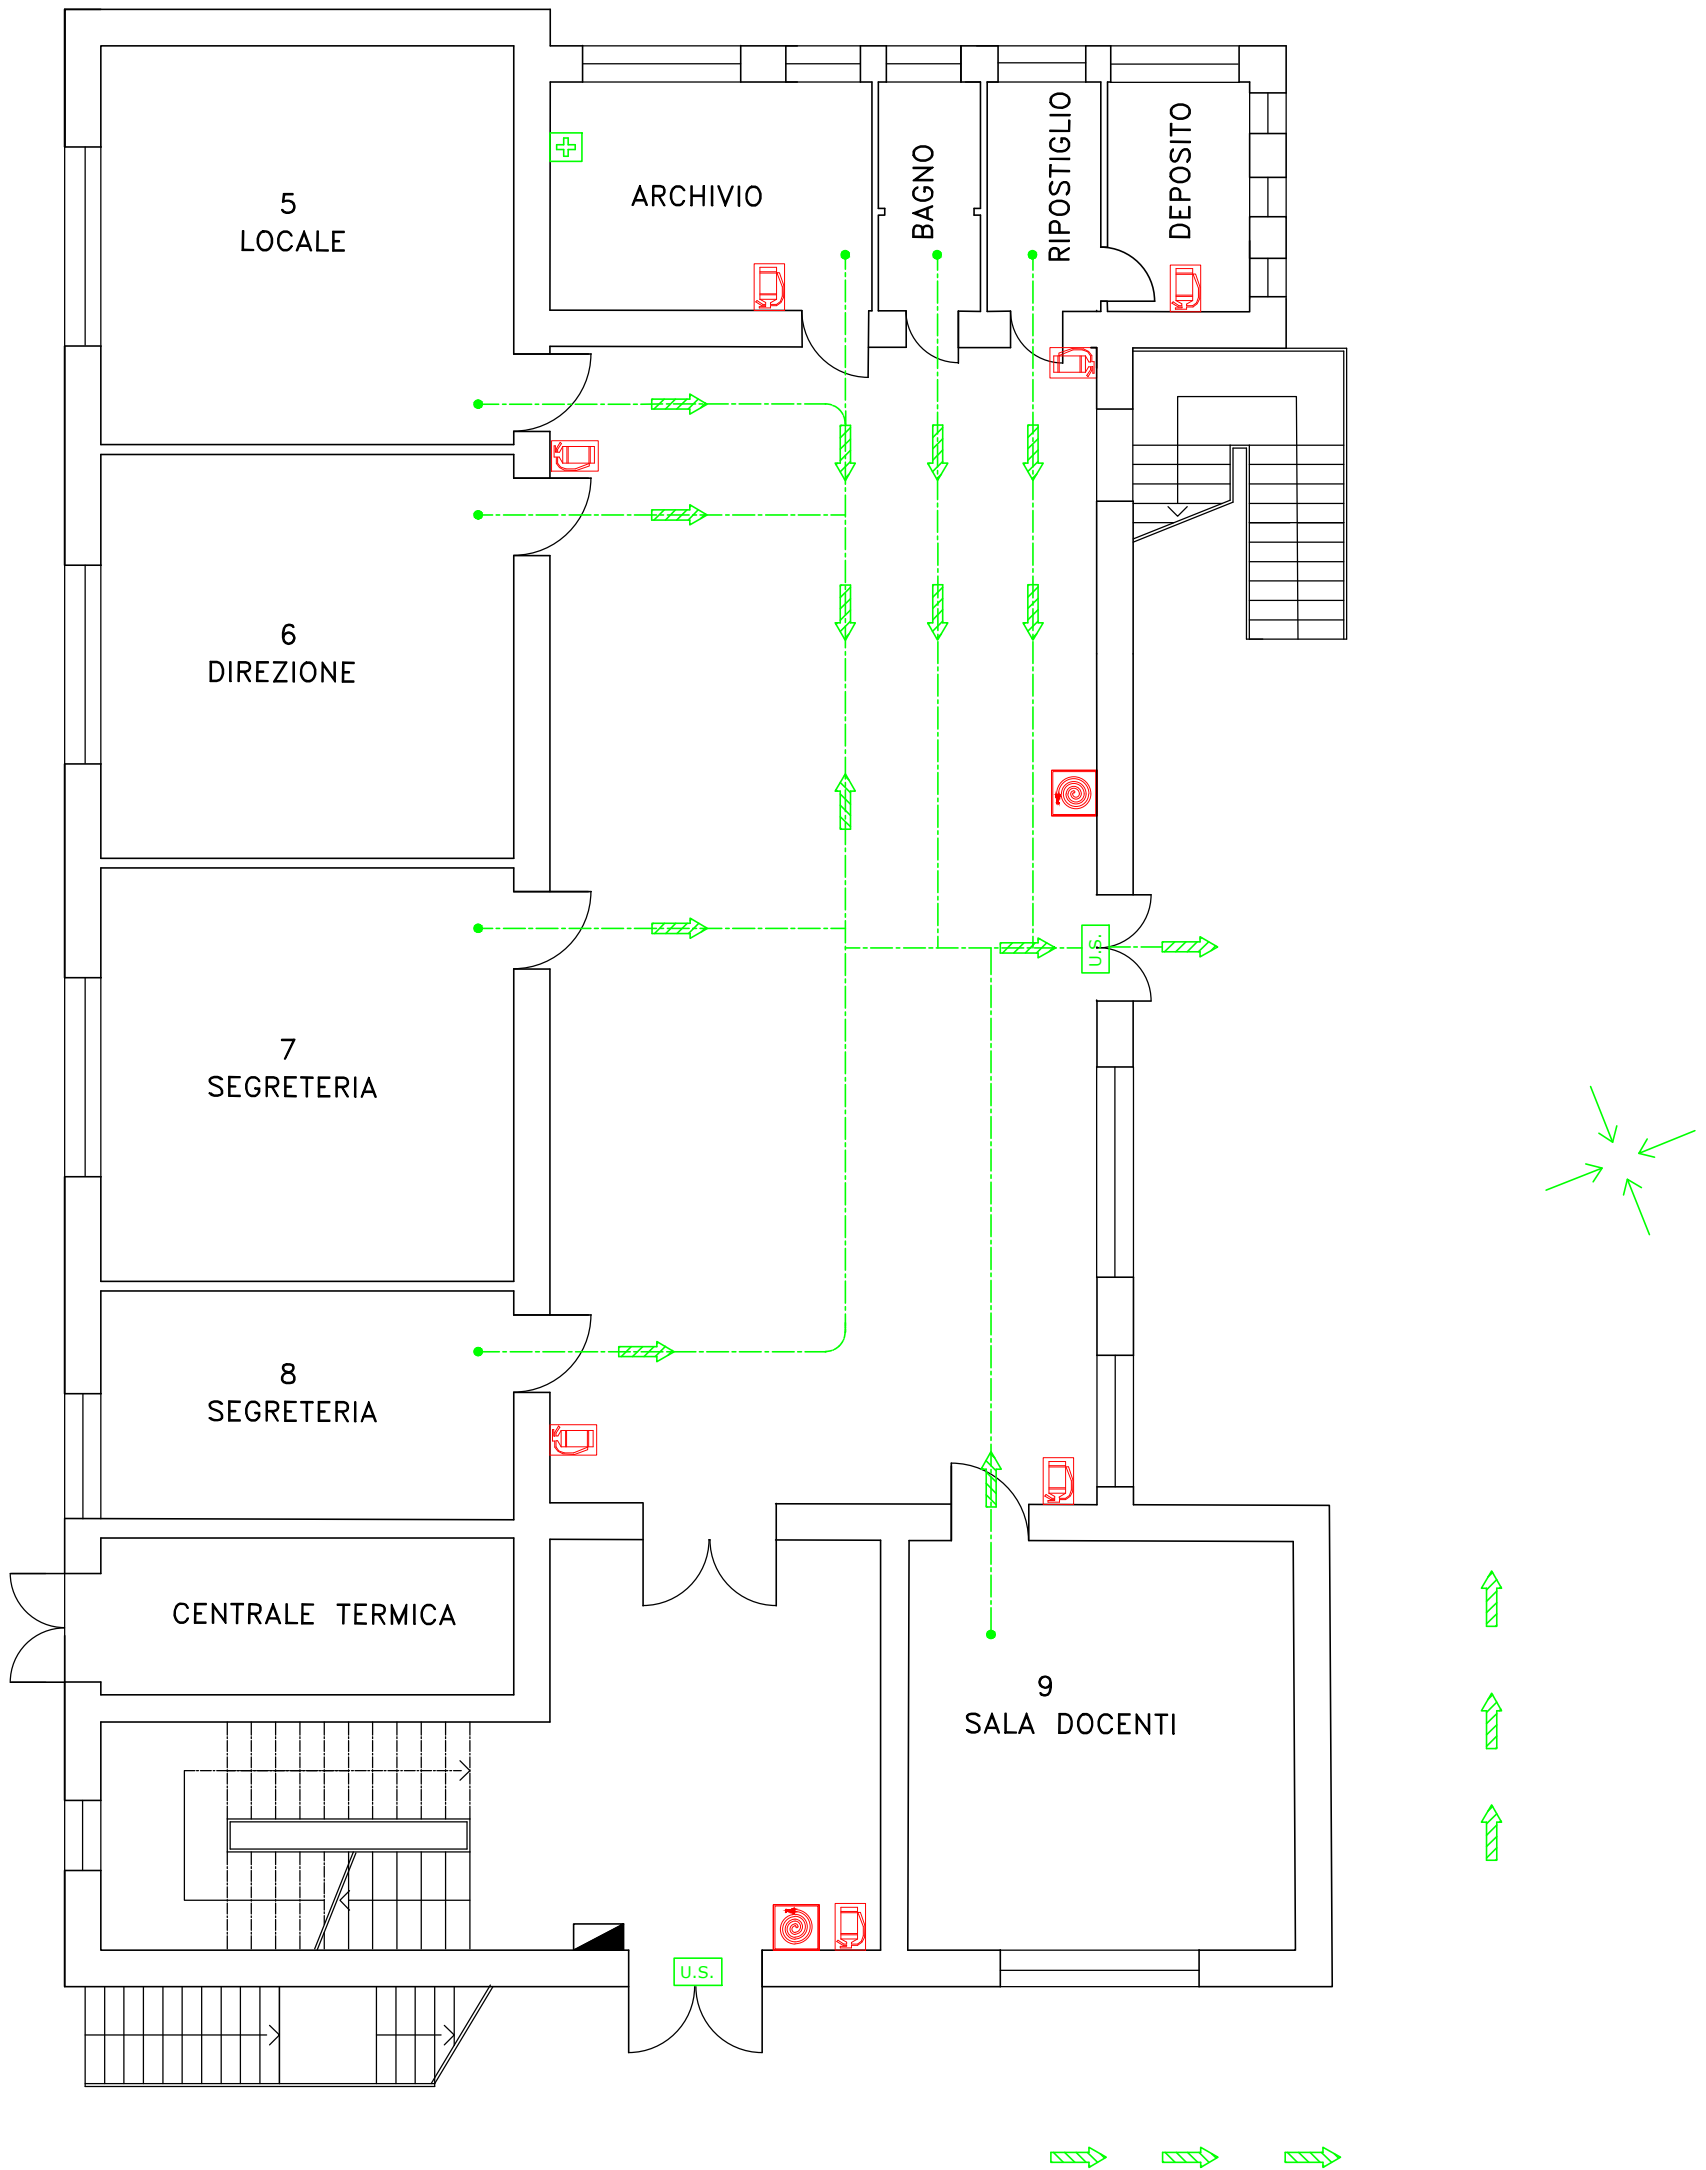 ARCHIVIO
BAGNO
RIPOSTIGLIO
DEPOSITO
5
LOCALE
6
DIREZIONE
U.S.
7
SEGRETERIA
8
SEGRETERIA
CENTRALE TERMICA
9
SALA DOCENTI
U.S.